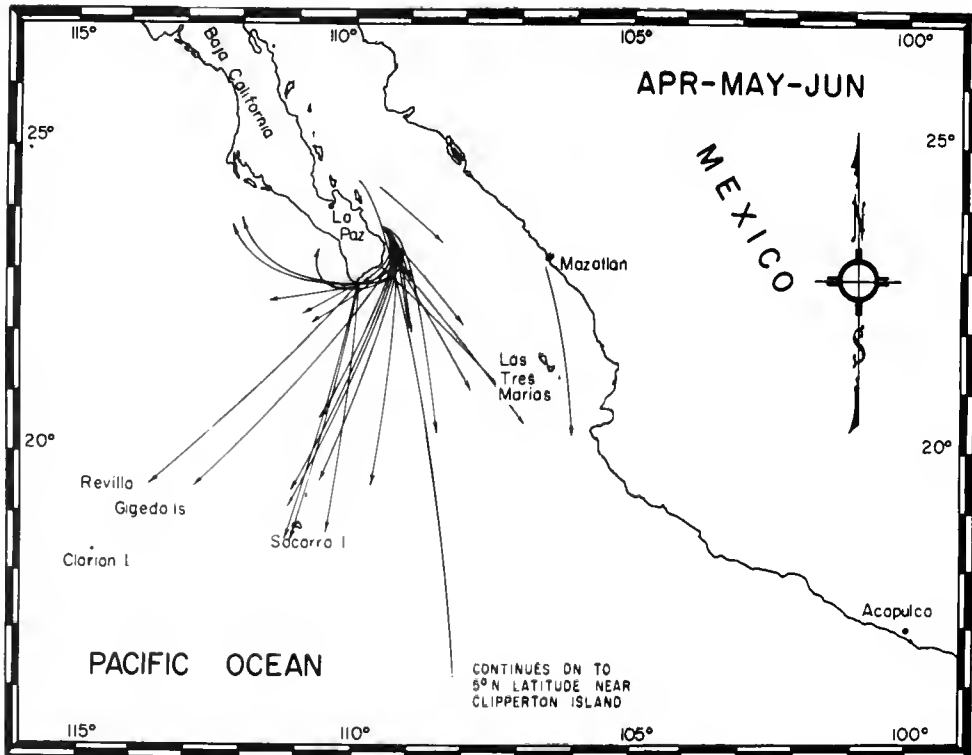 115°
110°
105°
100°
Baja California
APR-MAY-JUN
25°
25°
MEXICO
La
Paz
N
Mazatlán
S
Las
Tres
Marias
20°
20°
Revilla
Gigedo is
Socorro I
Clarion I
Acapulco
PACIFIC OCEAN
CONTINUES ON TO
5° N LATITUDE NEAR
CLIPPERTON ISLAND
115°
110°
105°
100°